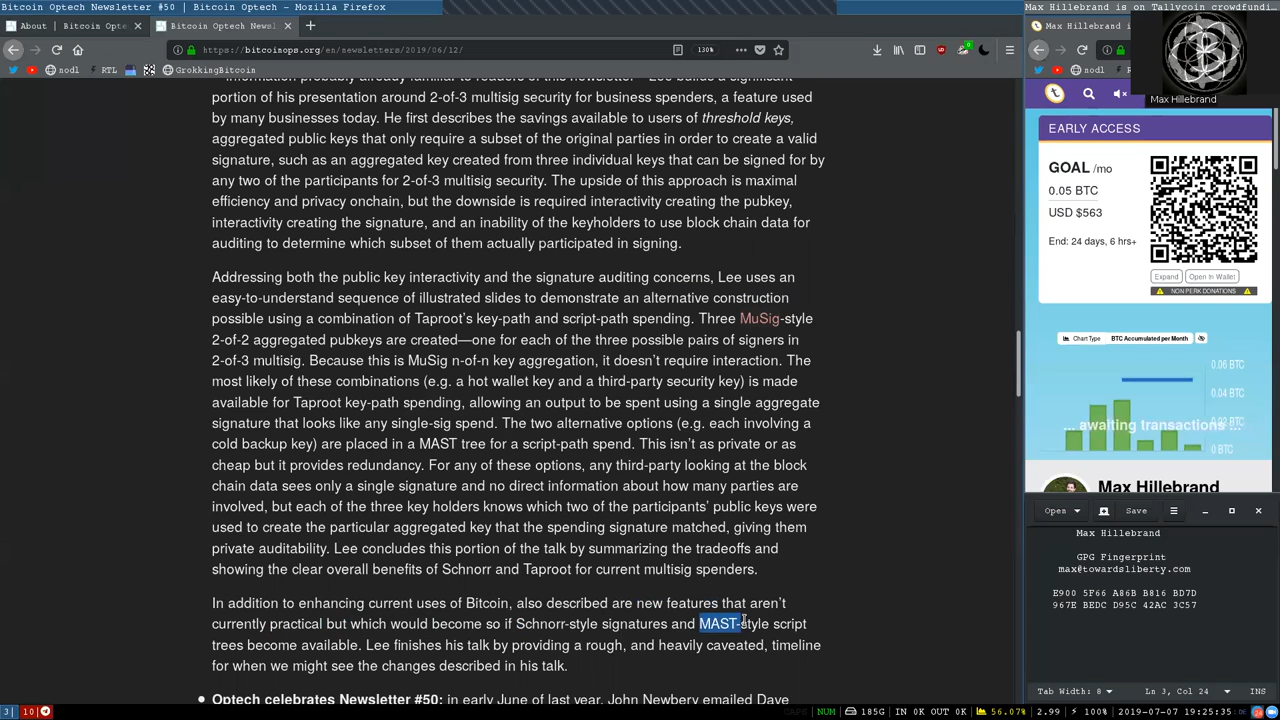 Bitcoin Optech Newsletter #50 | Bitcoin Optech - Mozilla Firefox
About | Bitcoin Opte
Bitcoin Optech Newsl
https://bitcoinops.org/en/newsletters/2019/06/12/
130%
nodl
RTL
GrokkingBitcoin
portion of his presentation around 2-of-3 multisig security for business spenders, a feature used
by many businesses today. He first describes the savings available to users of threshold keys,
aggregated public keys that only require a subset of the original parties in order to create a valid
signature, such as an aggregated key created from three individual keys that can be signed for by
any two of the participants for 2-of-3 multisig security. The upside of this approach is maximal
efficiency and privacy onchain, but the downside is required interactivity creating the pubkey,
interactivity creating the signature, and an inability of the keyholders to use block chain data for
auditing to determine which subset of them actually participated in signing.
Addressing both the public key interactivity and the signature auditing concerns, Lee uses an
easy-to-understand sequence of illustrations to demonstrate an alternative construction
possible using a combination of Taproot's key-path and script-path spending. Three MuSig-style
2-of-2 aggregated pubkeys are created—one for each of the three possible pairs of signers in
2-of-3 multisig. Because this is MuSig n-of-n key aggregation, it doesn't require interaction. The
most likely of these combinations (e.g. a hot wallet key and a third-party security key) is made
available for Taproot key-path spending, allowing an output to be spent using a single aggregate
signature that looks like any single-sig spend. The two alternative options (e.g. each involving a
cold backup key) are placed in a MAST tree for a script-path spend. This isn't as private or as
cheap but it provides redundancy. For any of these options, any third-party looking at the block
chain data sees only a single signature and no direct information about how many parties are
involved, but each of the three key holders knows which two of the participants' public keys were
used to create the particular aggregated key that the spending signature matched, giving them
private auditability. Lee concludes this portion of the talk by summarizing the tradeoffs and
showing the clear overall benefits of Schnorr and Taproot for current multisig spenders.
In addition to enhancing current uses of Bitcoin, also described are new features that aren't
currently practical but which would become so if Schnorr-style signatures and MAST-style script
trees become available. Lee finishes his talk by providing a rough, and heavily caveated, timeline
for when we might see the changes described in his talk.
Optech celebrates Newsletter #50: in early June of last year, John Newbery emailed Dave
Max Hillebrand is on Tallycoin crowdfundi
Max Hillebrand i
nodl
Max Hillebrand
EARLY ACCESS
GOAL /mo
0.05 BTC
USD $563
End: 24 days, 6 hrs+
Expand
Open in Wallet
NON PERK DONATIONS
Chart Type
BTC Accumulated per Month
0.06 BTC
0.04 BTC
0 BTC
... awaiting transactions ...
Max Hillebrand
Open
Save
Max Hillebrand
GPG Fingerprint
max@towardsliberty.com
E900 5F66 A86B B816 BD7D
967E BEDC D95C 42AC 3C57
Tab Width: 8
Ln 3, Col 24
INS
1
10
CAPS
NUM
185G
IN 0K OUT 0K
56.07%
2.99
100%
2019-07-07
19:25:35